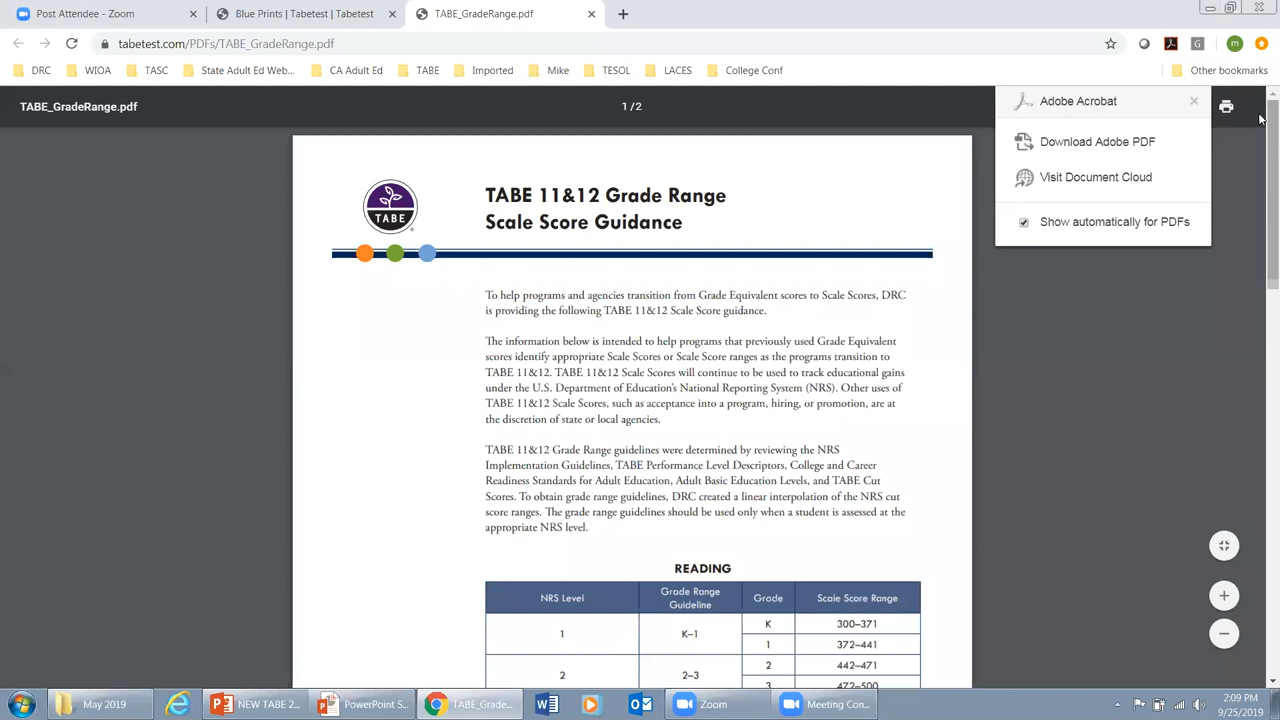 Post Attendee - Zoom
Blue Prints | Tabetest | Tabetest
TABE_GradeRange.pdf
tabetest.com/PDFs/TABE_GradeRange.pdf
m
DRC
WIOA
TASC
State Adult Ed Web...
CA Adult Ed
TABE
Imported
Mike
TESOL
LACES
College Conf
Other bookmarks
TABE_GradeRange.pdf
1 / 2
Adobe Acrobat
Download Adobe PDF
Visit Document Cloud
Show automatically for PDFs
TABE
TABE 11&12 Grade Range
Scale Score Guidance
To help programs and agencies transition from Grade Equivalent scores to Scale Scores, DRC
is providing the following TABE 11&12 Scale Score guidance.
The information below is intended to help programs that previously used Grade Equivalent
scores identify appropriate Scale Scores or Scale Score ranges as the programs transition to
TABE 11&12. TABE 11&12 Scale Scores will continue to be used to track educational gains
under the U.S. Department of Education's National Reporting System (NRS). Other uses of
TABE 11&12 Scale Scores, such as acceptance into a program, hiring, or promotion, are at
the discretion of state or local agencies.
TABE 11&12 Grade Range guidelines were determined by reviewing the NRS
Implementation Guidelines, TABE Performance Level Descriptors, College and Career
Readiness Standards for Adult Education, Adult Basic Education Levels, and TABE Cut
Scores. To obtain grade range guidelines, DRC created a linear interpolation of the NRS cut
score ranges. The grade range guidelines should be used only when a student is assessed at the
appropriate NRS level.
READING
NRS Level
Grade Range
Guideline
Grade
Scale Score Range
1
K–1
K
300–371
1
372–441
2
2–3
2
442–471
3
472–500
May 2019
NEW TABE 2...
PowerPoint S...
TABE_Grade...
Zoom
Meeting Con...
2:09 PM
9/25/2019